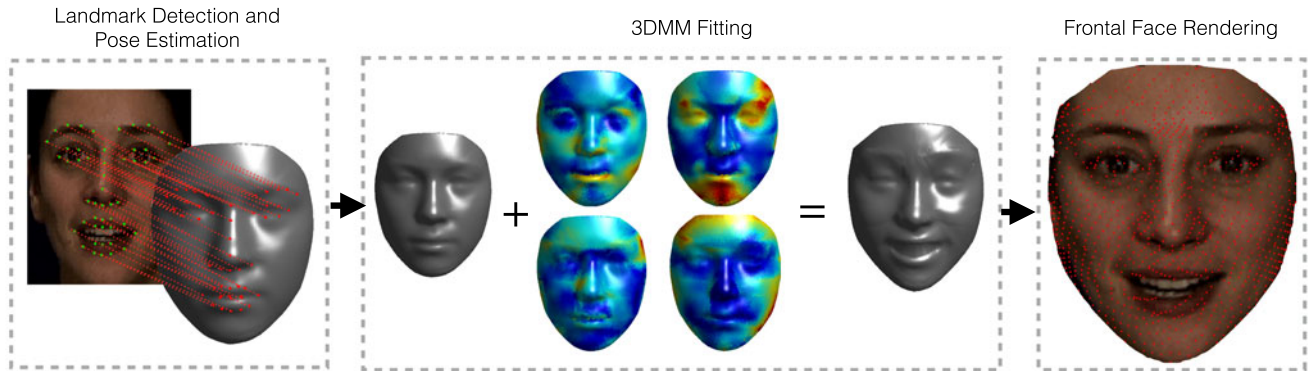 Landmark Detection and
Pose Estimation
3DMM Fitting
Frontal Face Rendering
+
=